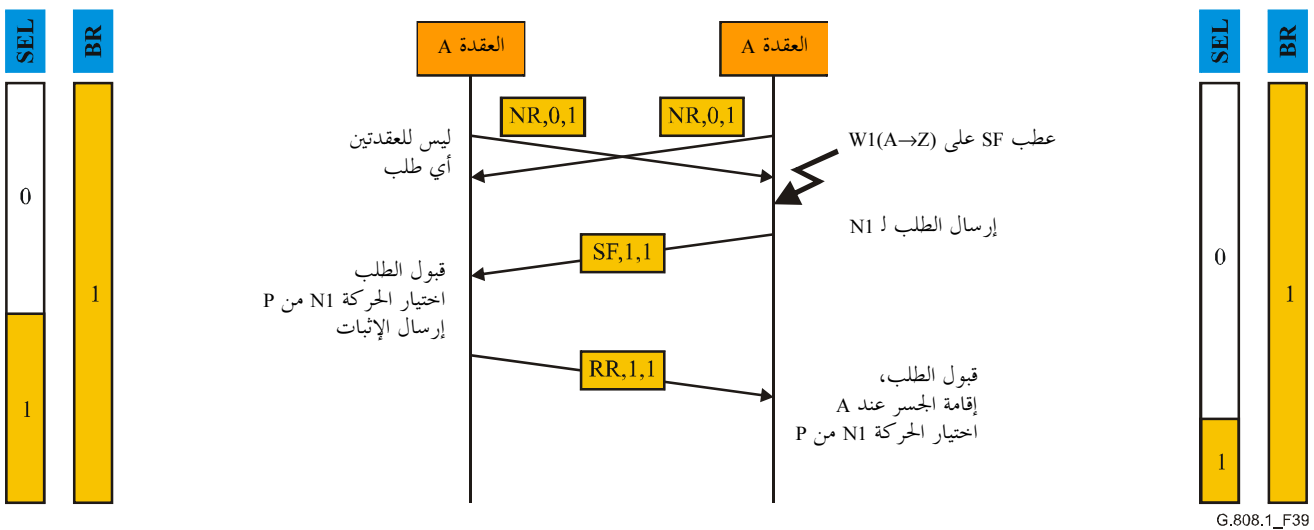 SEL
BR
0
1
1
العقدة A
العقدة A
SEL
BR
0
1
1
NR,0,1
NR,0,1
ليس للعقدتين
أي طلب
عطب SF على W1(A→Z)
إرسال الطلب لـ N1
SF,1,1
قبول الطلب
اختيار الحركة N1 من P
إرسال الإثبات
RR,1,1
قبول الطلب،
إقامة الجسر عند A
اختيار الحركة N1 من P
G.808.1_F39